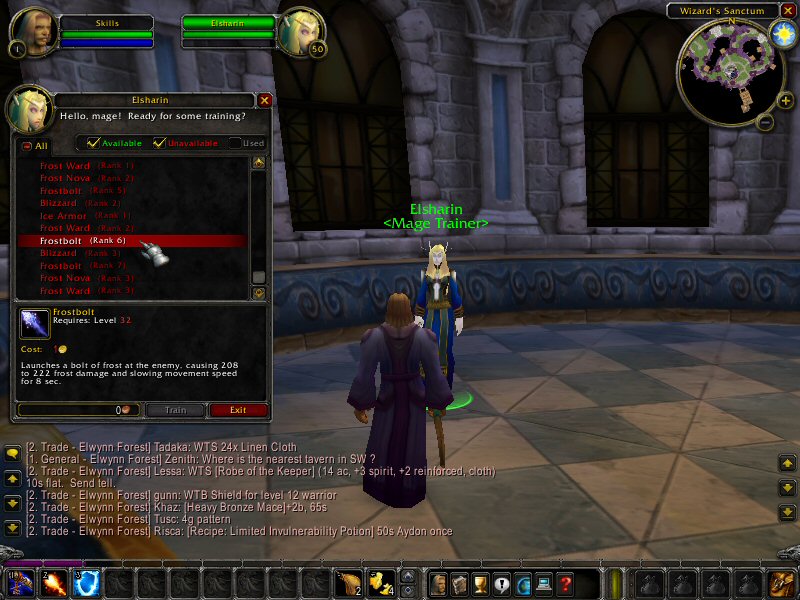 Skills
1
Elsharin
50
Wizard's Sanctum
N
Elsharin
Hello, mage! Ready for some training?
All
Available
Unavailable
Used
Frost Ward (Rank 1)
Frost Nova (Rank 2)
Frostbolt (Rank 5)
Blizzard (Rank 2)
Ice Armor (Rank 1)
Frost Ward (Rank 2)
Frostbolt (Rank 6)
Blizzard (Rank 3)
Frostbolt (Rank 7)
Frost Nova (Rank 3)
Frost Ward (Rank 3)
Frostbolt
Requires: Level 32
Cost: 1
Launches a bolt of frost at the enemy, causing 208
to 222 frost damage and slowing movement speed
for 8 sec.
0
Train
Exit
Elsharin
<Mage Trainer>
[2. Trade - Elwynn Forest] Tadaka: WTS 24x Linen Cloth
[1. General - Elwynn Forest] Zenith: Where is the nearest tavern in SW ?
[2. Trade - Elwynn Forest] Lessa: WTS [Robe of the Keeper] (14 ac, +3 spirit, +2 reinforced, cloth)
10s flat. Send tell.
[2. Trade - Elwynn Forest] gunn: WTB Shield for level 12 warrior
[2. Trade - Elwynn Forest] Khaz: [Heavy Bronze Mace]+2b, 65s
[2. Trade - Elwynn Forest] Tusc: 4g pattern
[2. Trade - Elwynn Forest] Risca: [Recipe: Limited Invulnerability Potion] 50s Aydon once
1
2
3
2
4